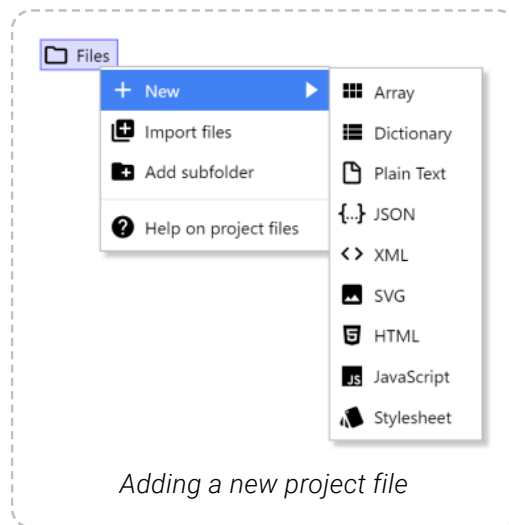 Files
New
Import files
Add subfolder
Help on project files
Array
Dictionary
Plain Text
{...} JSON
XML
SVG
HTML
JS JavaScript
Stylesheet
Adding a new project file